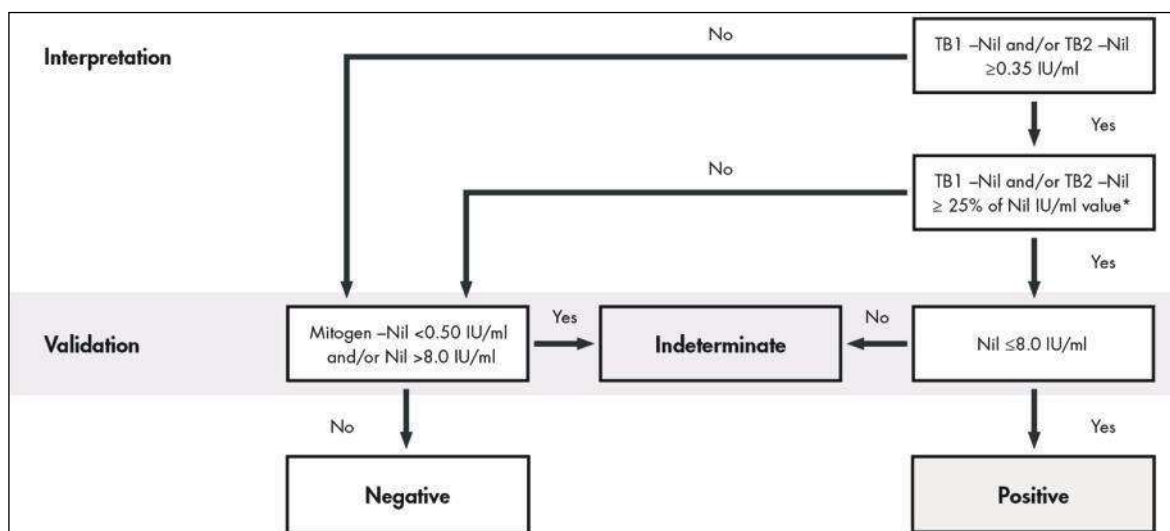 Interpretation
No
TB1 –Nil and/or TB2 –Nil
≥0.35 IU/ml
Yes
No
TB1 –Nil and/or TB2 –Nil
≥ 25% of Nil IU/ml value*
Yes
Validation
Mitogen –Nil <0.50 IU/ml
and/or Nil >8.0 IU/ml
Yes
Indeterminate
No
Nil ≤8.0 IU/ml
No
Yes
Negative
Positive